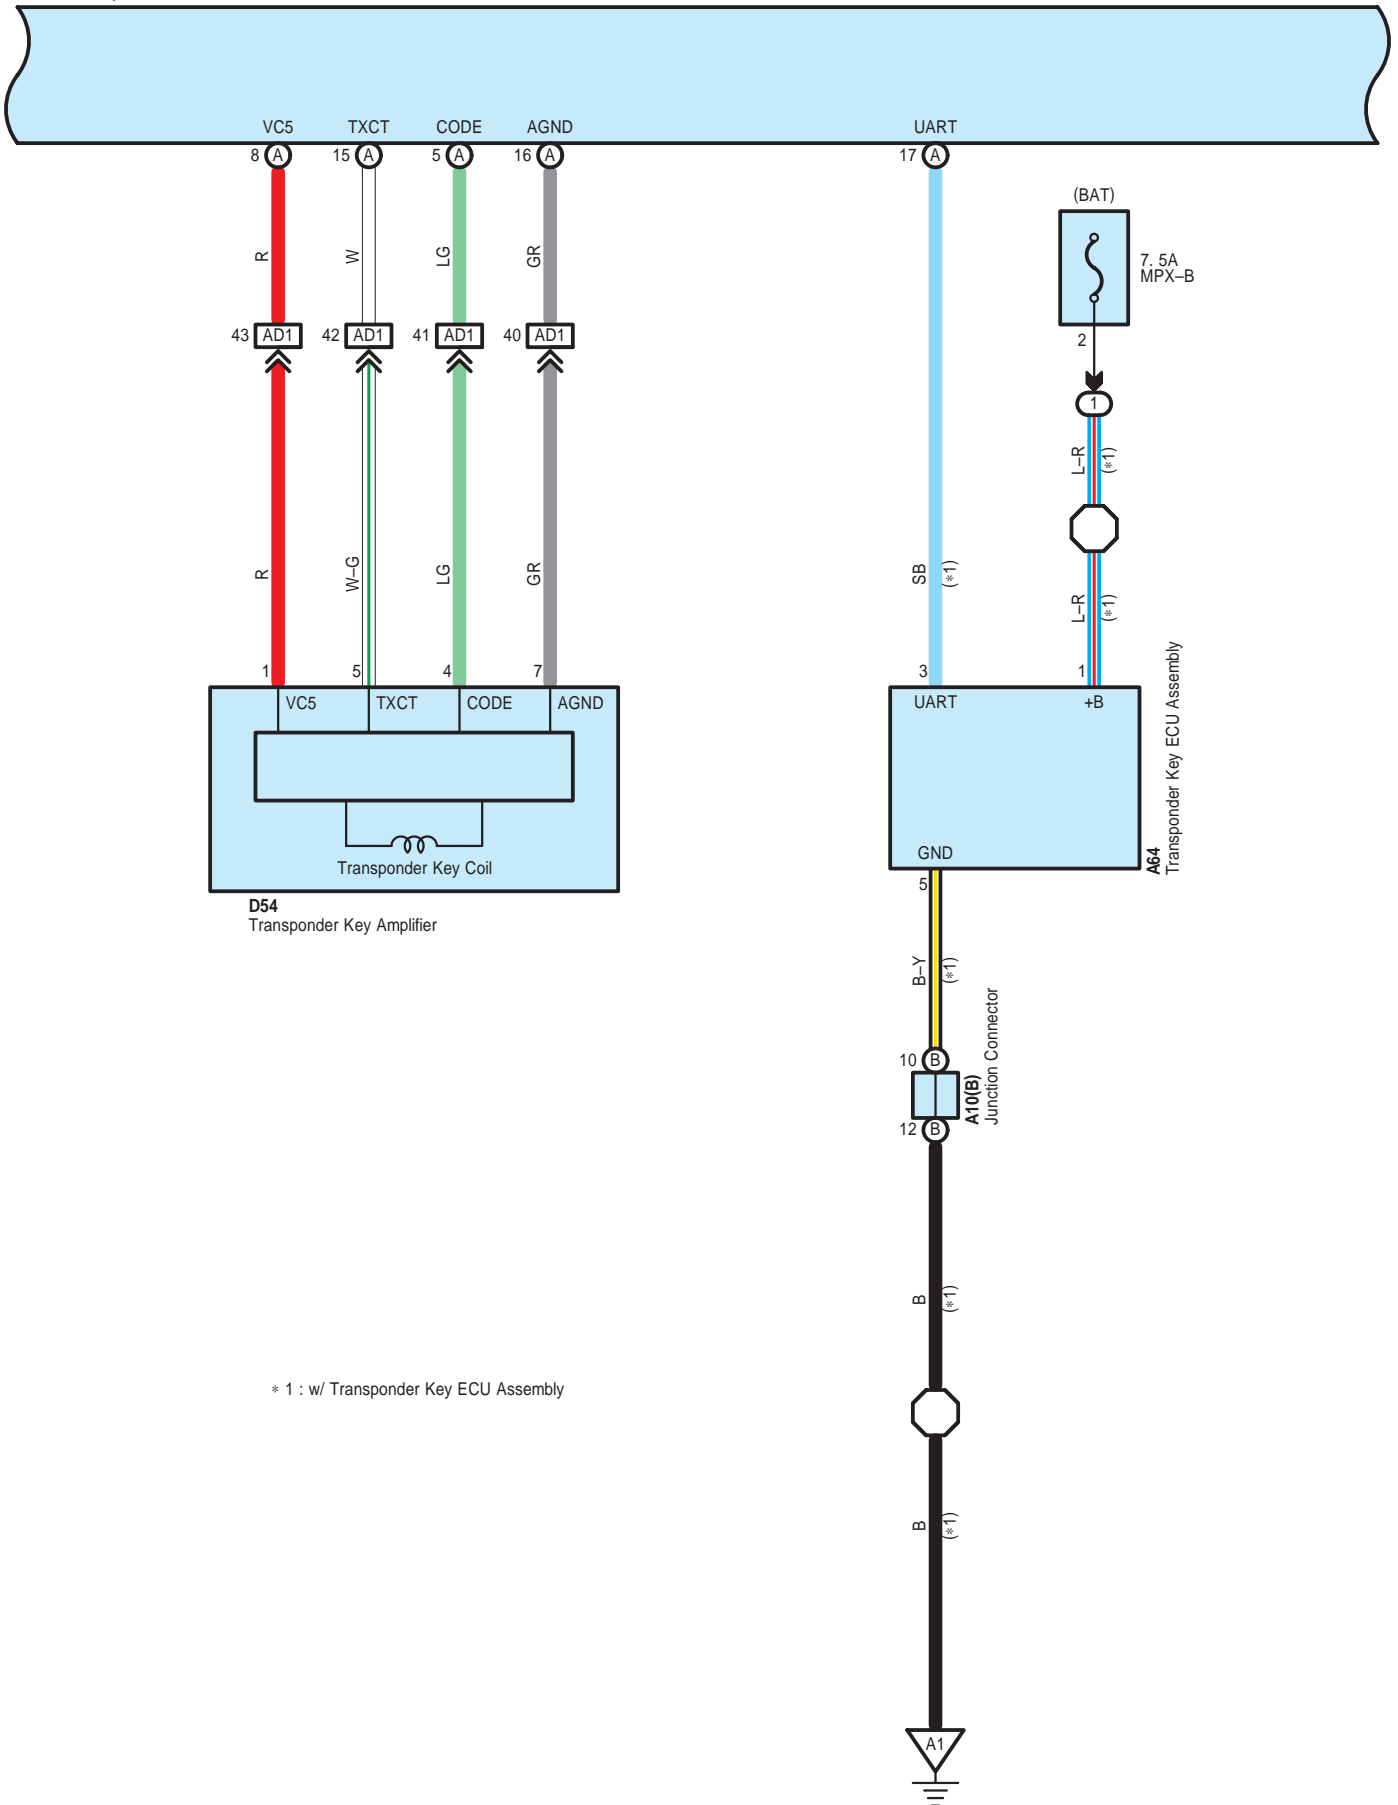 VC5 TXCT CODE AGND UART
8 A 15 A 5 A 16 A 17 A
(BAT)
R W LG GR
7. 5A
MPX–B
43 AD1 42 AD1 41 AD1 40 AD1
2
1
L–R
(*1)
R W–G LG GR SB
(*1)
L–R
(*1)
1 5 4 7 3 1
VC5 TXCT CODE AGND UART +B
A64
Transponder Key ECU Assembly
GND
Transponder Key Coil
5
D54
Transponder Key Amplifier
B–Y
(*1)
10 B
A10(B)
Junction Connector
12 B
B
(*1)
* 1 : w/ Transponder Key ECU Assembly
B
(*1)
A1